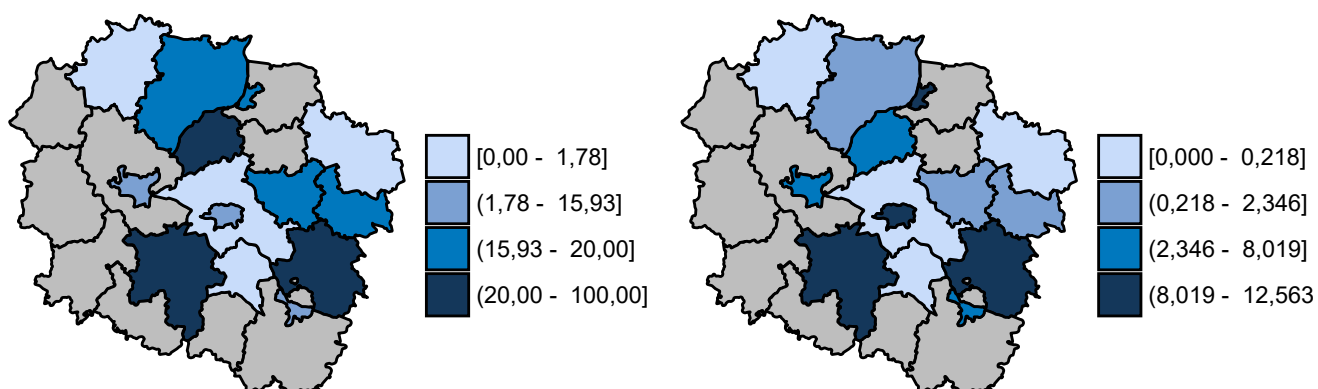 [0,00 - 1,78]
(1,78 - 15,93]
(15,93 - 20,00]
(20,00 - 100,00]
[0,000 - 0,218]
(0,218 - 2,346]
(2,346 - 8,019]
(8,019 - 12,563